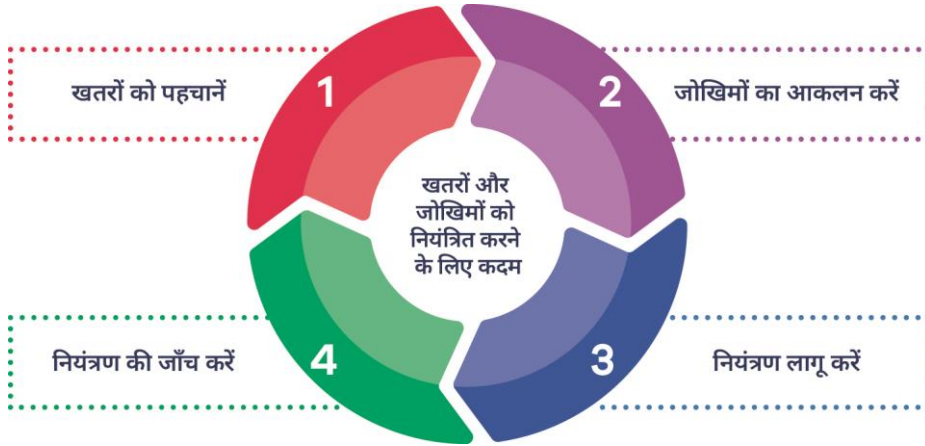 1
खतरों को पहचानें
2
जोखिमों का आकलन करें
खतरों और
जोखिमों को
नियंत्रित करने
के लिए कदम
4
नियंत्रण की जाँच करें
3
नियंत्रण लागू करें